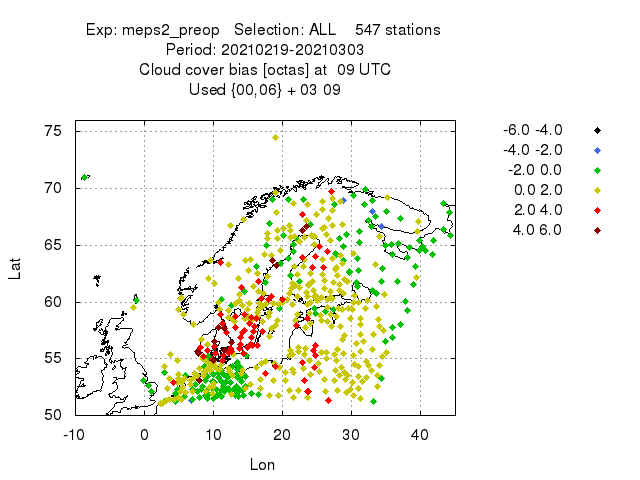 Exp: meps2_preop Selection: ALL 547 stations
Period: 20210219-20210303
Cloud cover bias [octas] at 09 UTC
Used {00,06} + 03 09
-6.0 -4.0
-4.0 -2.0
-2.0 0.0
0.0 2.0
2.0 4.0
4.0 6.0
75
70
65
60
55
50
Lat
-10 0 10 20 30 40
Lon